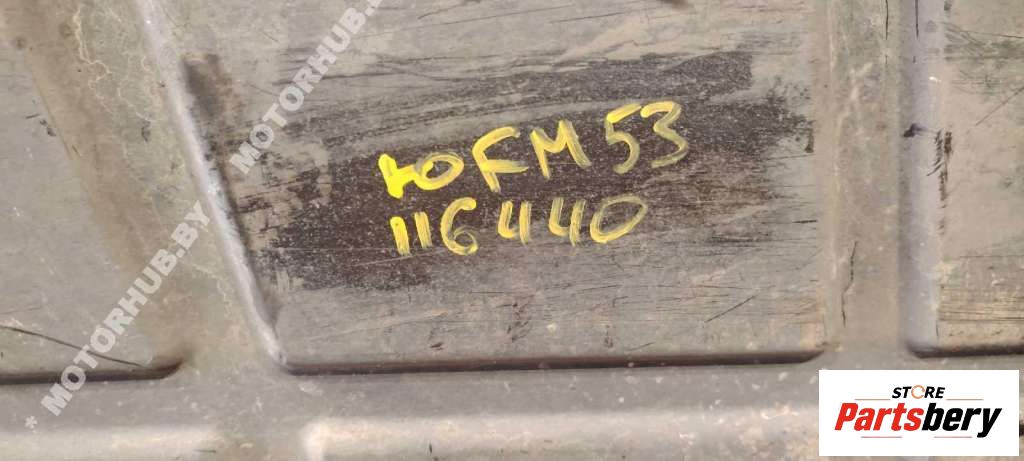 * MOTORHUB.BY
MOTORHUB.BY
ЮFM53
116440
STORE
Partsbery